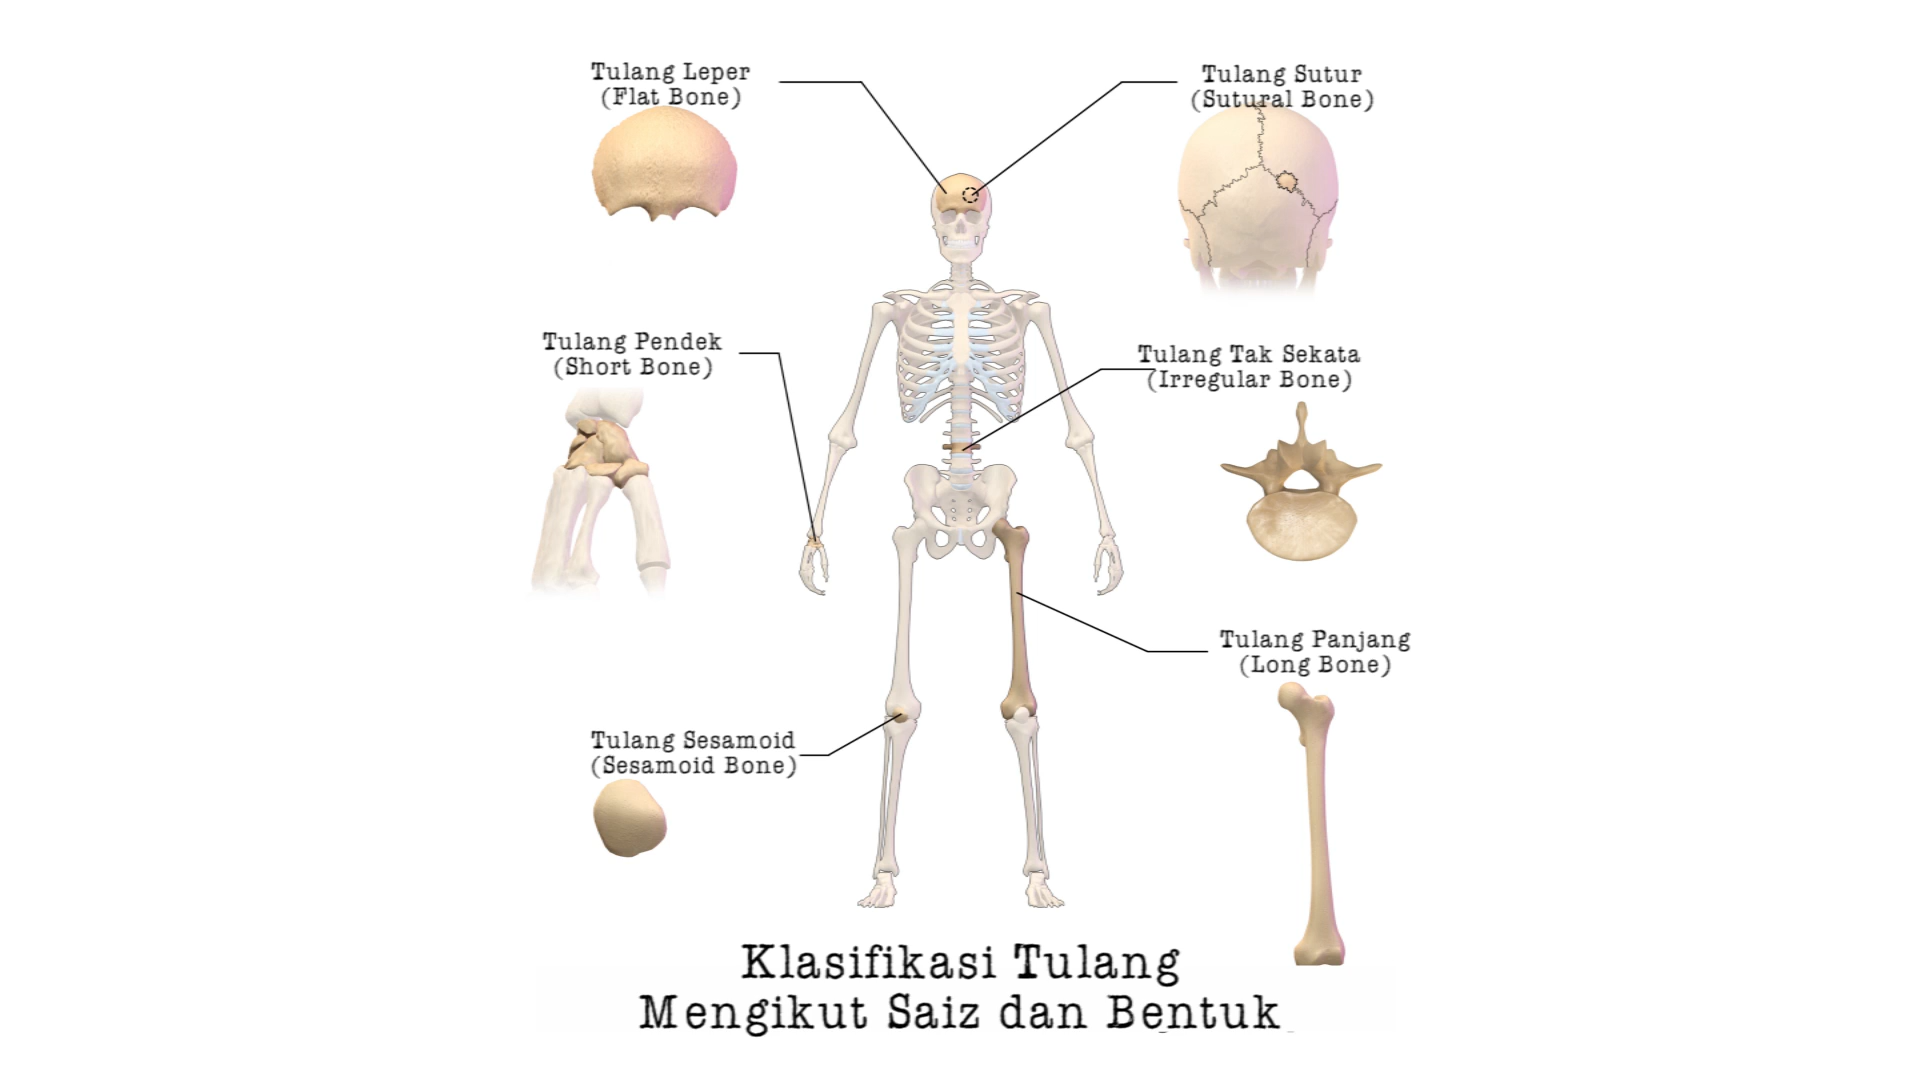 Tulang Leper
(Flat Bone)
Tulang Sutur
(Sutural Bone)
Tulang Pendek
(Short Bone)
Tulang Tak Sekata
(Irregular Bone)
Tulang Panjang
(Long Bone)
Tulang Sesamoid
(Sesamoid Bone)
Klasifikasi Tulang
Mengikut Saiz dan Bentuk